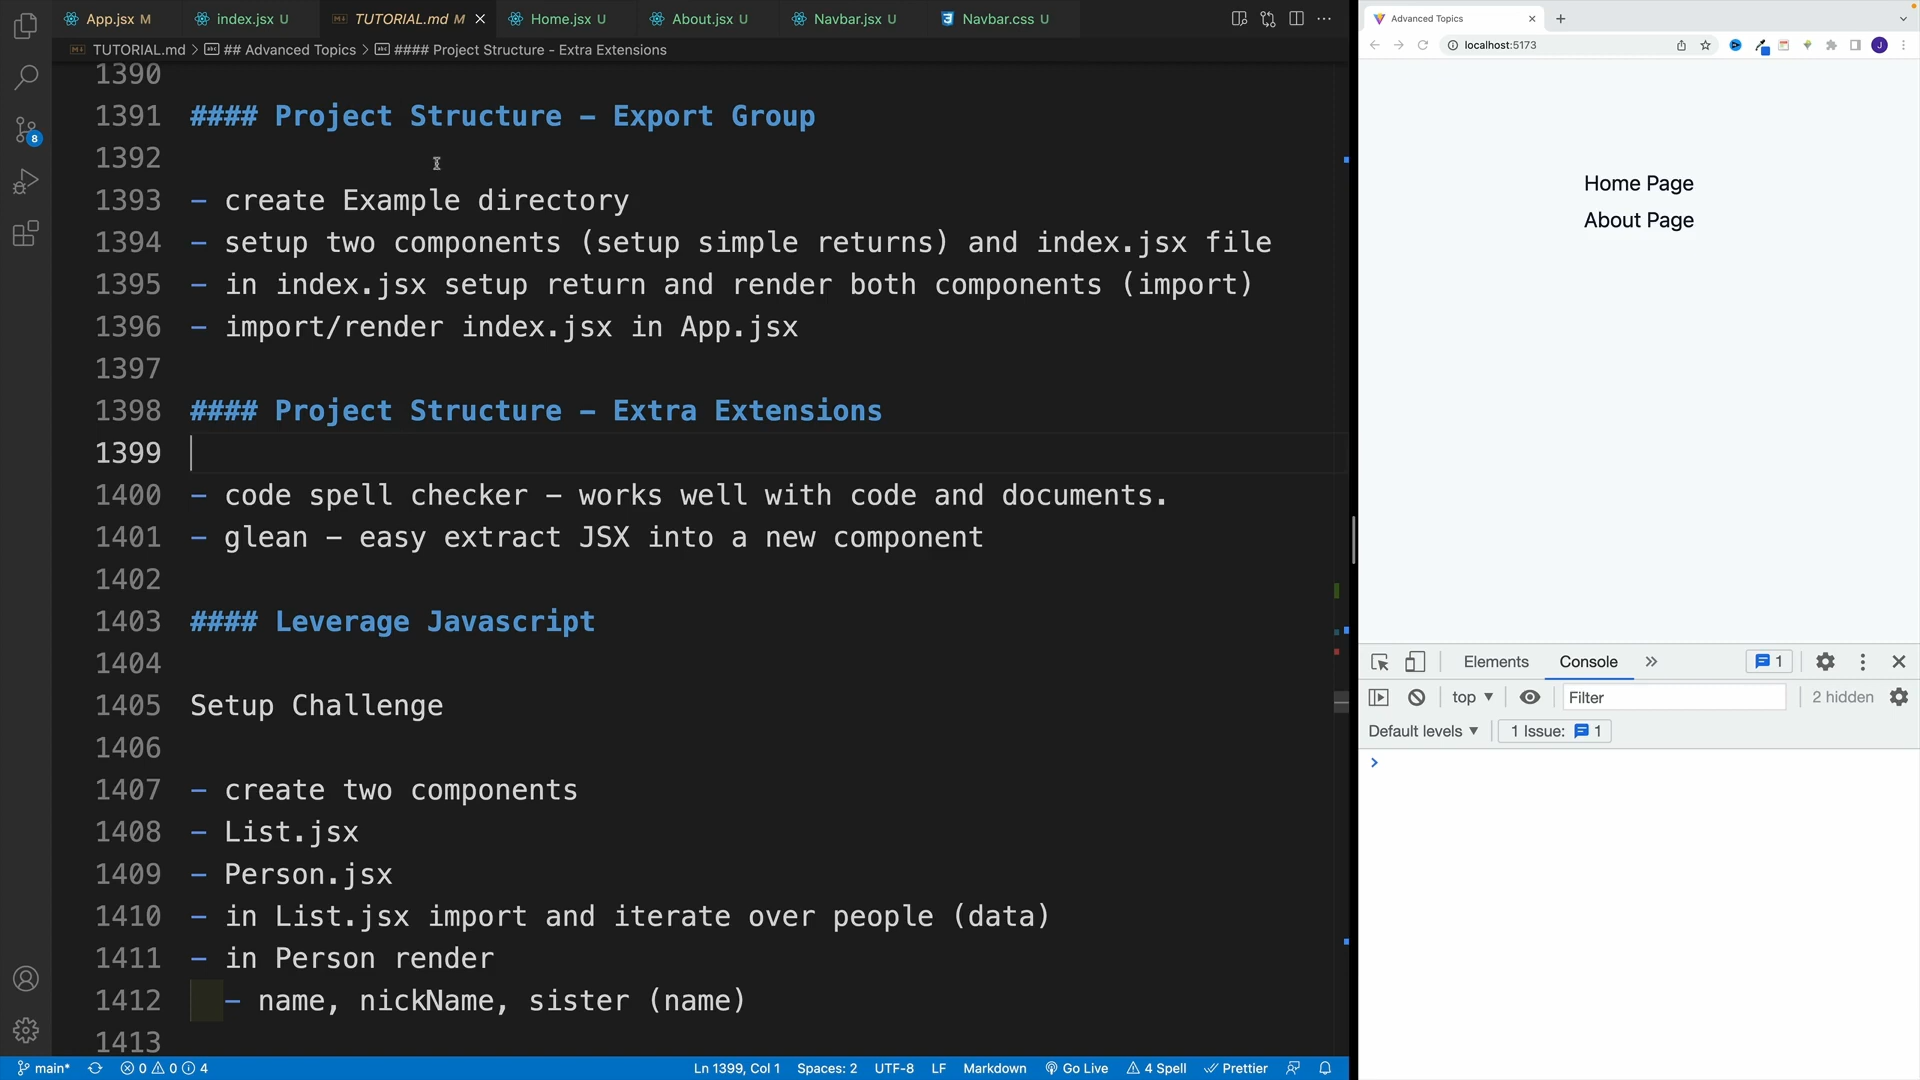 App.jsx M
index.jsx U
TUTORIAL.md M
Home.jsx U
About.jsx U
Navbar.jsx U
Navbar.css U
TUTORIAL.md > ## Advanced Topics > #### Project Structure - Extra Extensions
1390
1391 #### Project Structure - Export Group
1392
1393 - create Example directory
1394 - setup two components (setup simple returns) and index.jsx file
1395 - in index.jsx setup return and render both components (import)
1396 - import/render index.jsx in App.jsx
1397
1398 #### Project Structure - Extra Extensions
1399
1400 - code spell checker - works well with code and documents.
1401 - glean - easy extract JSX into a new component
1402
1403 #### Leverage Javascript
1404
1405 Setup Challenge
1406
1407 - create two components
1408 - List.jsx
1409 - Person.jsx
1410 - in List.jsx import and iterate over people (data)
1411 - in Person render
1412 - name, nickName, sister (name)
1413
8
main* 0 0 4 Ln 1399, Col 1 Spaces: 2 UTF-8 LF Markdown Go Live 4 Spell Prettier
Advanced Topics
localhost:5173
J
Home Page
About Page
Elements Console 1
top Filter 2 hidden
Default levels 1 Issue: 1